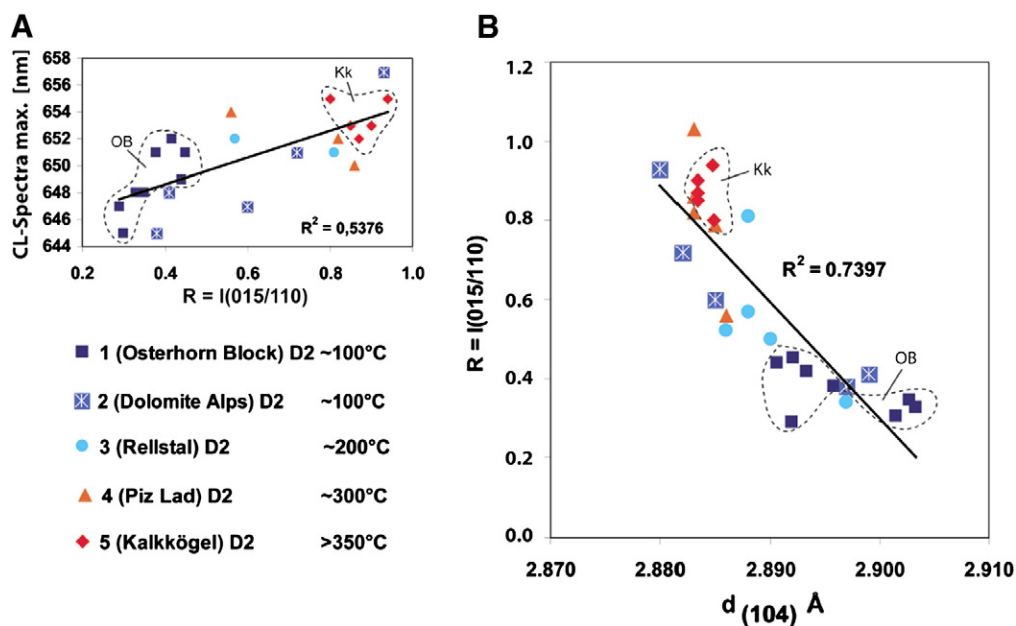 A
CL-Spectra max. [nm]
658
656
654
652
650
648
646
644
Kk
OB
R² = 0,5376
0.2 0.4 0.6 0.8 1.0
R = I(015/110)
1 (Osterhorn Block) D2 ~100°C
2 (Dolomite Alps) D2 ~100°C
3 (Rellstal) D2 ~200°C
4 (Piz Lad) D2 ~300°C
5 (Kalkkögel) D2 >350°C
B
R = I(015/110)
1.2
1.0
0.8
0.6
0.4
0.2
0.0
Kk
R² = 0.7397
OB
2.870 2.880 2.890 2.900 2.910
d (104) Å